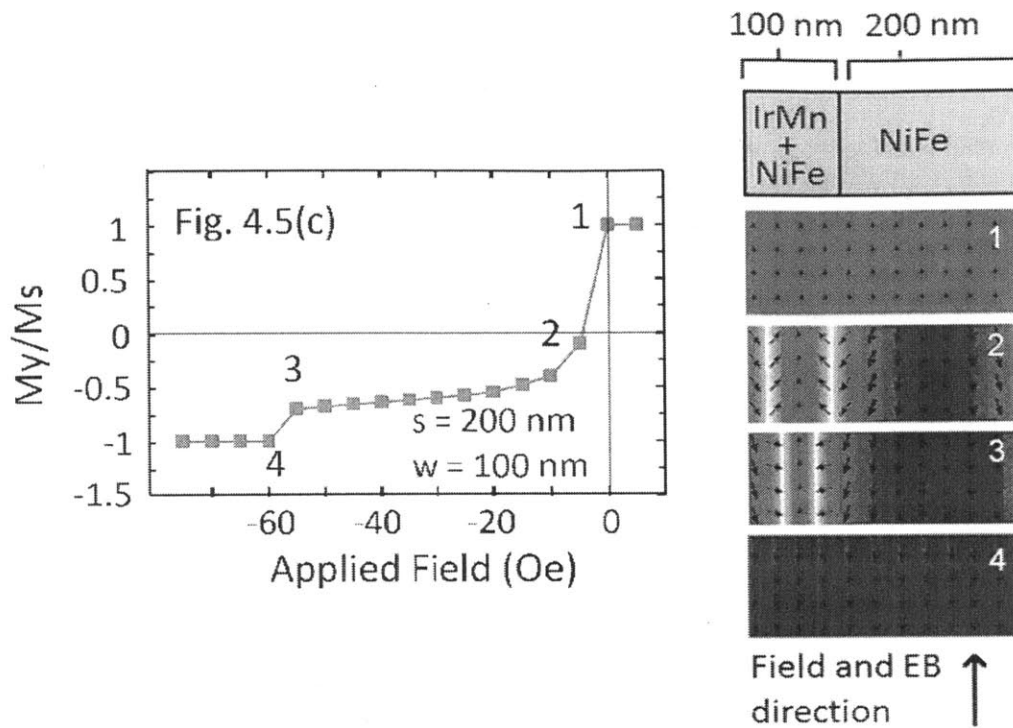 100 nm 200 nm
IrMn
+
NiFe
NiFe
Fig. 4.5(c)
My/Ms
1
0.5
0
-0.5
-1
-1.5
1
2
3
4
s = 200 nm
w = 100 nm
-60 -40 -20 0
Applied Field (Oe)
1
2
3
4
Field and EB
direction